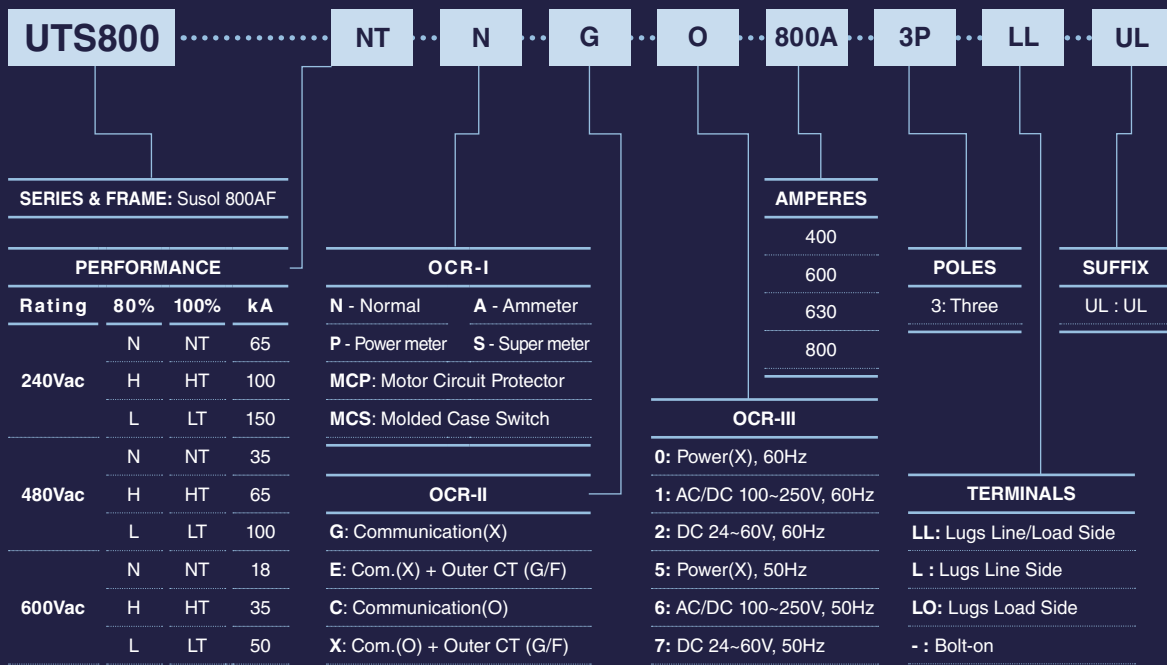 UTS800 NT N G O 800A 3P LL UL
SERIES & FRAME: Susol 800AF
PERFORMANCE
Rating 80% 100% kA
240Vac
N NT 65
H HT 100
L LT 150
480Vac
N NT 35
H HT 65
L LT 100
600Vac
N NT 18
H HT 35
L LT 50
OCR-I
N - Normal A - Ammeter
P - Power meter S - Super meter
MCP: Motor Circuit Protector
MCS: Molded Case Switch
OCR-II
G: Communication(X)
E: Com.(X) + Outer CT (G/F)
C: Communication(O)
X: Com.(O) + Outer CT (G/F)
AMPERES
400
600
630
800
OCR-III
0: Power(X), 60Hz
1: AC/DC 100~250V, 60Hz
2: DC 24~60V, 60Hz
5: Power(X), 50Hz
6: AC/DC 100~250V, 50Hz
7: DC 24~60V, 50Hz
POLES
3: Three
SUFFIX
UL : UL
TERMINALS
LL: Lugs Line/Load Side
L : Lugs Line Side
LO: Lugs Load Side
- : Bolt-on